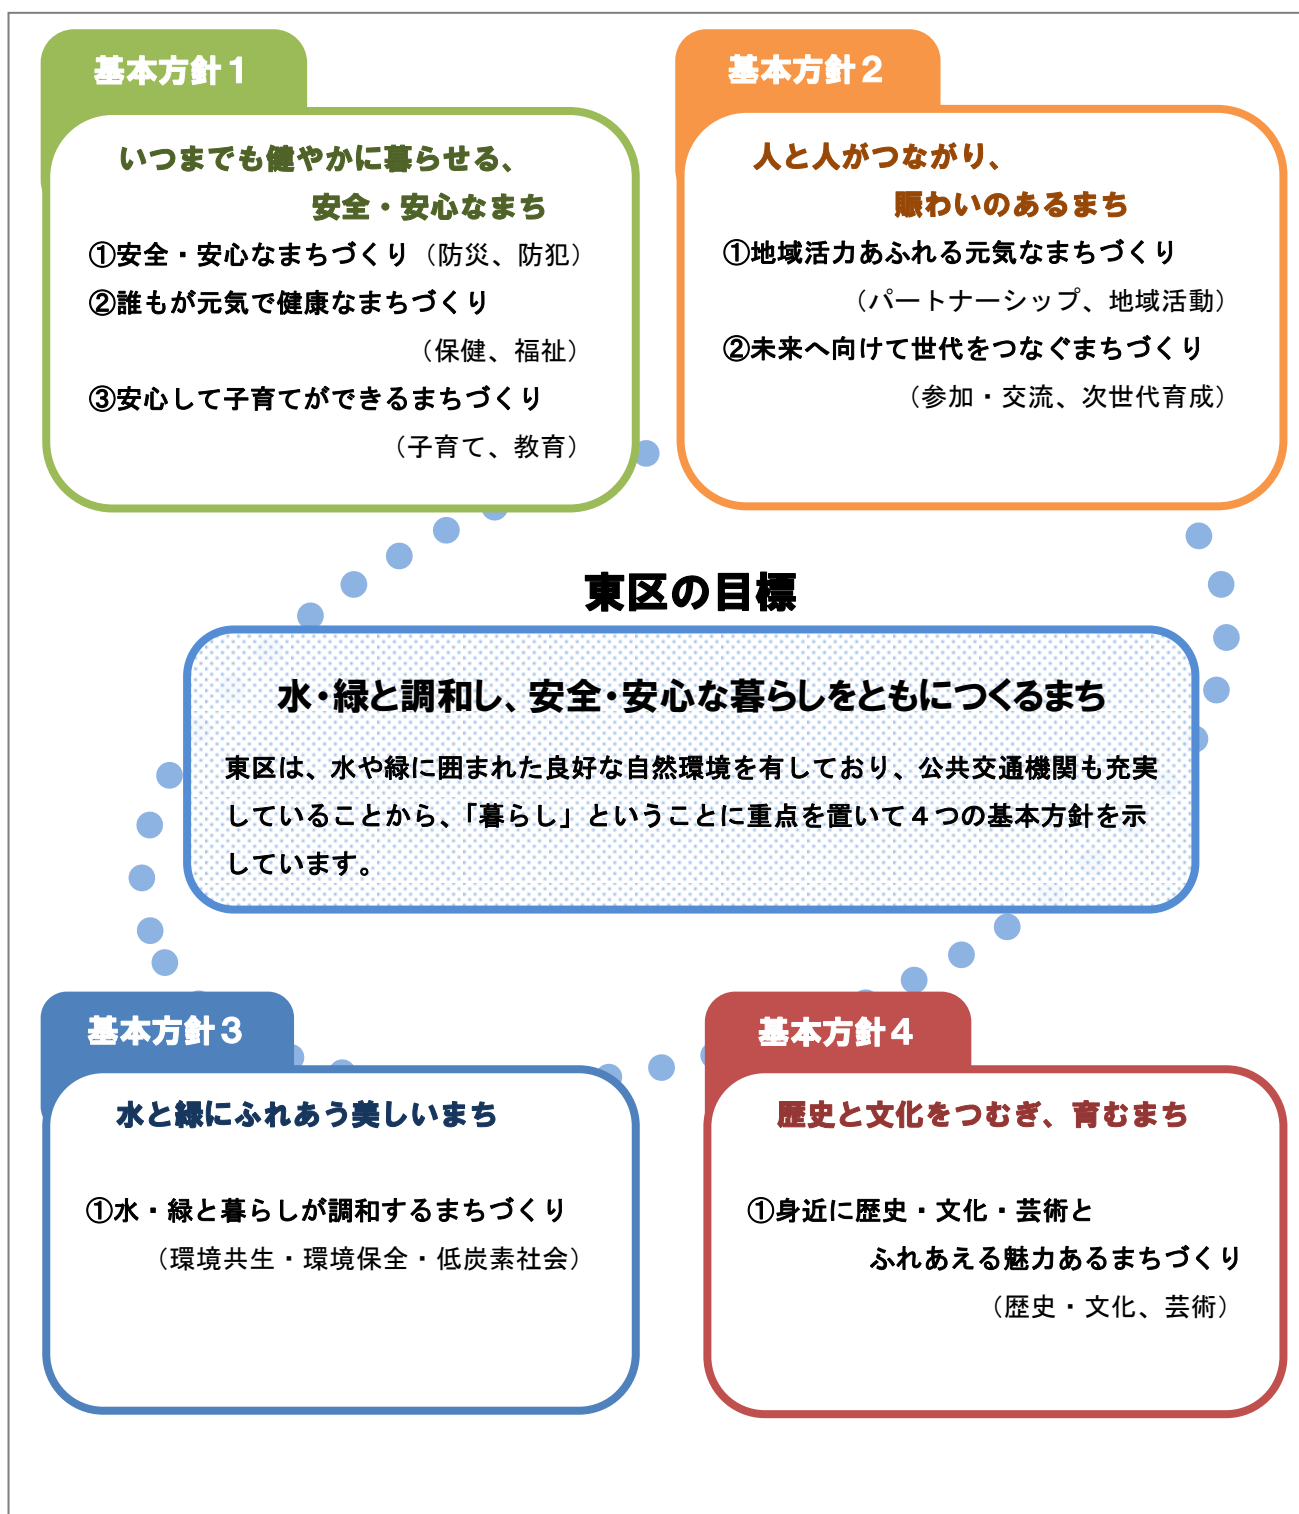 基本方針１
いつまでも健やかに暮らせる、
安全・安心なまち
①安全・安心なまちづくり（防災、防犯）
②誰もが元気で健康なまちづくり
（保健、福祉）
③安心して子育てができるまちづくり
（子育て、教育）
基本方針２
人と人がつながり、
賑わいのあるまち
①地域活力あふれる元気なまちづくり
（パートナーシップ、地域活動）
②未来へ向けて世代をつなぐまちづくり
（参加・交流、次世代育成）
東区の目標
水・緑と調和し、安全・安心な暮らしをともにつくるまち
東区は、水や緑に囲まれた良好な自然環境を有しており、公共交通機関も充実
していることから、「暮らし」ということに重点を置いて４つの基本方針を示
しています。
基本方針３
水と緑にふれあう美しいまち
①水・緑と暮らしが調和するまちづくり
（環境共生・環境保全・低炭素社会）
基本方針４
歴史と文化をつむぎ、育むまち
①身近に歴史・文化・芸術と
ふれあえる魅力あるまちづくり
（歴史・文化、芸術）